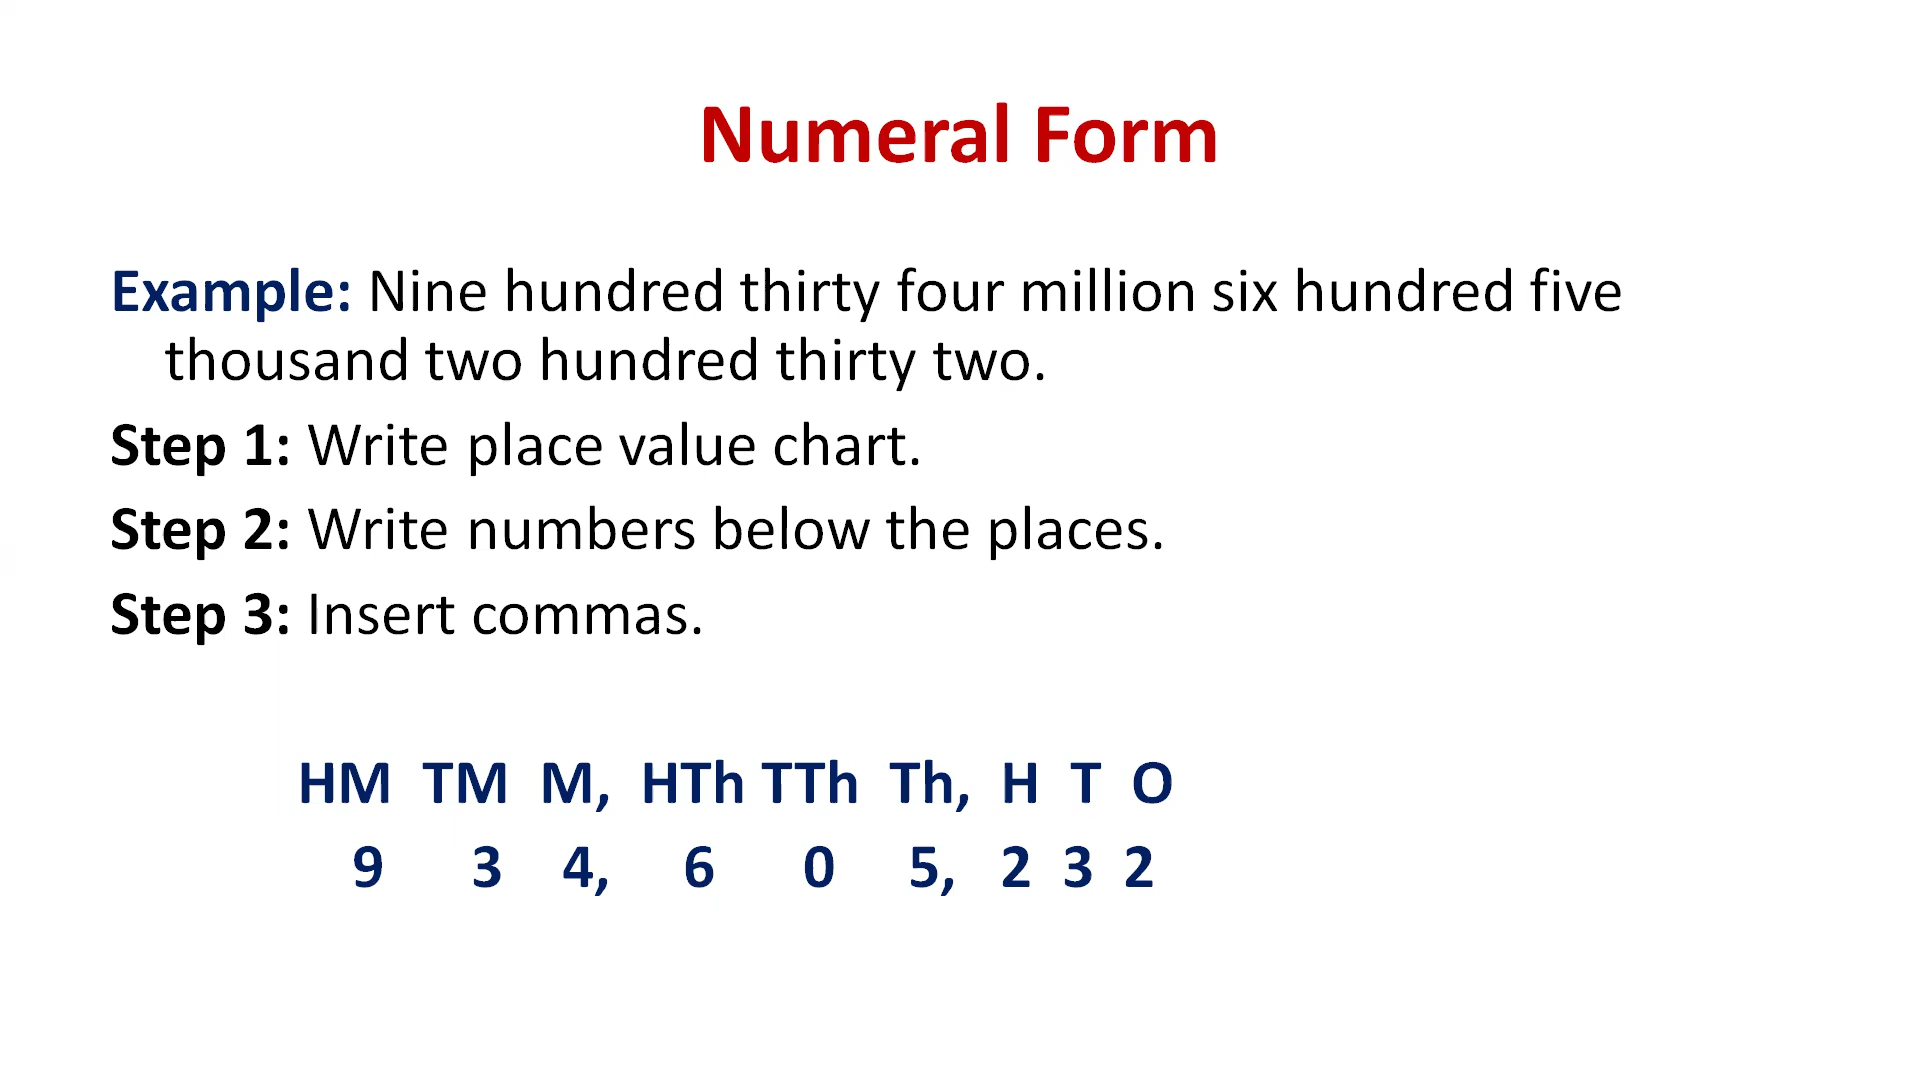 Numeral Form
Example: Nine hundred thirty four million six hundred five
thousand two hundred thirty two.
Step 1: Write place value chart.
Step 2: Write numbers below the places.
Step 3: Insert commas.
HM TM M, HTh TTh Th, H T O
9 3 4, 6 0 5, 2 3 2